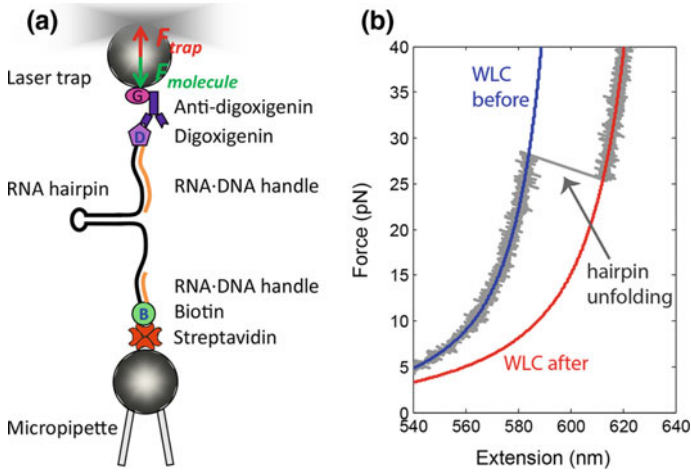 (a)
F trap
F molecule
Laser trap
G
Anti-digoxigenin
D
Digoxigenin
RNA hairpin
RNA·DNA handle
RNA·DNA handle
B
Biotin
Streptavidin
Micropipette
(b)
WLC
before
hairpin
unfolding
WLC after
Force (pN)
40
35
30
25
20
15
10
5
0
540
560
580
600
620
640
Extension (nm)